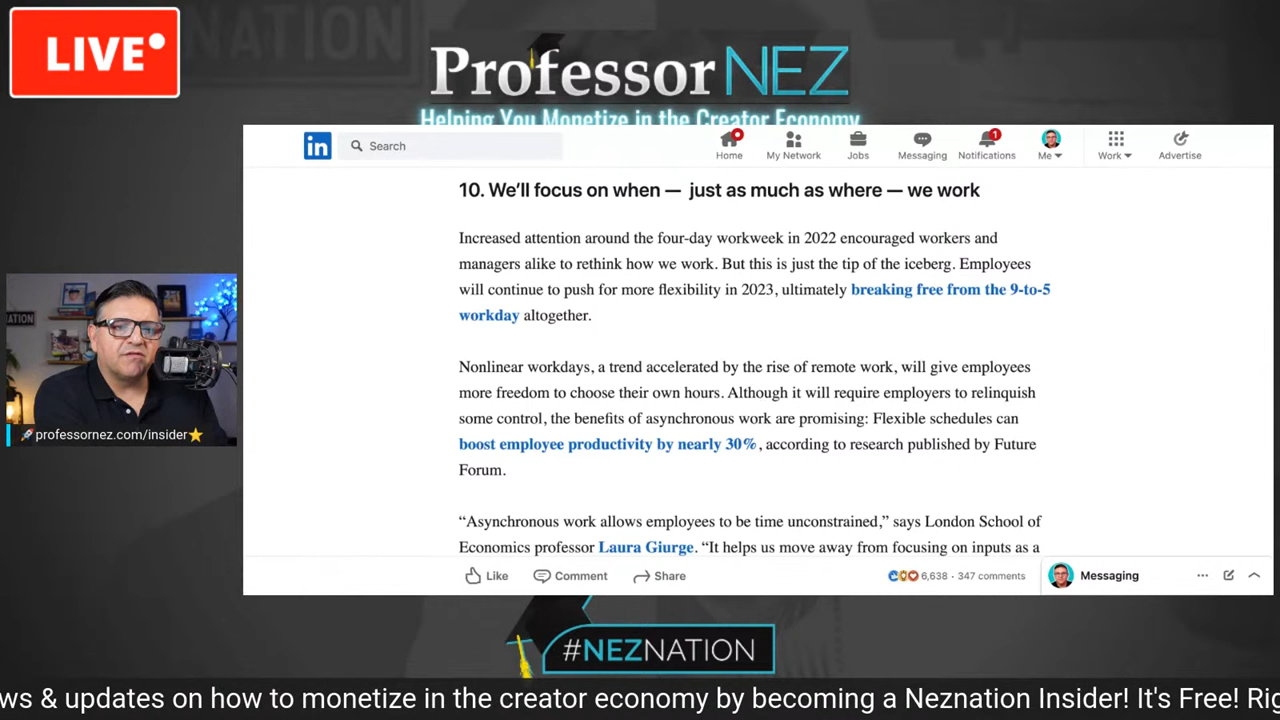 LIVE
NATION
Professor NEZ
Helping You Monetize in the Creator Economy
in
Search
Home
My Network
Jobs
Messaging
1
Notifications
Me
Work
Advertise
10. We’ll focus on when — just as much as where — we work
Increased attention around the four-day workweek in 2022 encouraged workers and
managers alike to rethink how we work. But this is just the tip of the iceberg. Employees
will continue to push for more flexibility in 2023, ultimately breaking free from the 9-to-5
workday altogether.
Nonlinear workdays, a trend accelerated by the rise of remote work, will give employees
more freedom to choose their own hours. Although it will require employers to relinquish
some control, the benefits of asynchronous work are promising: Flexible schedules can
boost employee productivity by nearly 30%, according to research published by Future
Forum.
“Asynchronous work allows employees to be time unconstrained,” says London School of
Economics professor Laura Giurge. “It helps us move away from focusing on inputs as a
Like
Comment
Share
6,638 · 347 comments
Messaging
NATION
🚀professornez.com/insider⭐
#NEZNATION
ws & updates on how to monetize in the creator economy by becoming a Neznation Insider! It's Free! Rig